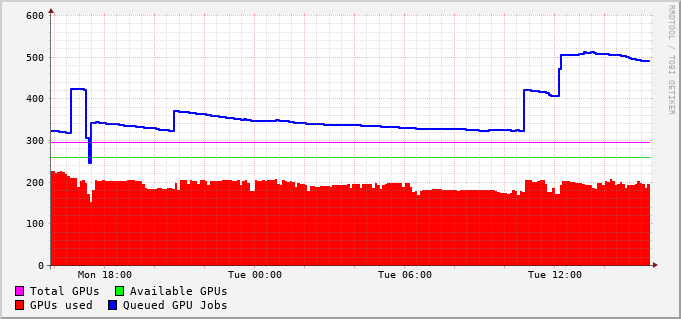 600
500
400
300
200
100
0
Mon 18:00 Tue 00:00 Tue 06:00 Tue 12:00
Total GPUs Available GPUs
GPUs used Queued GPU Jobs
RRDTOOL / TOBI OETIKER